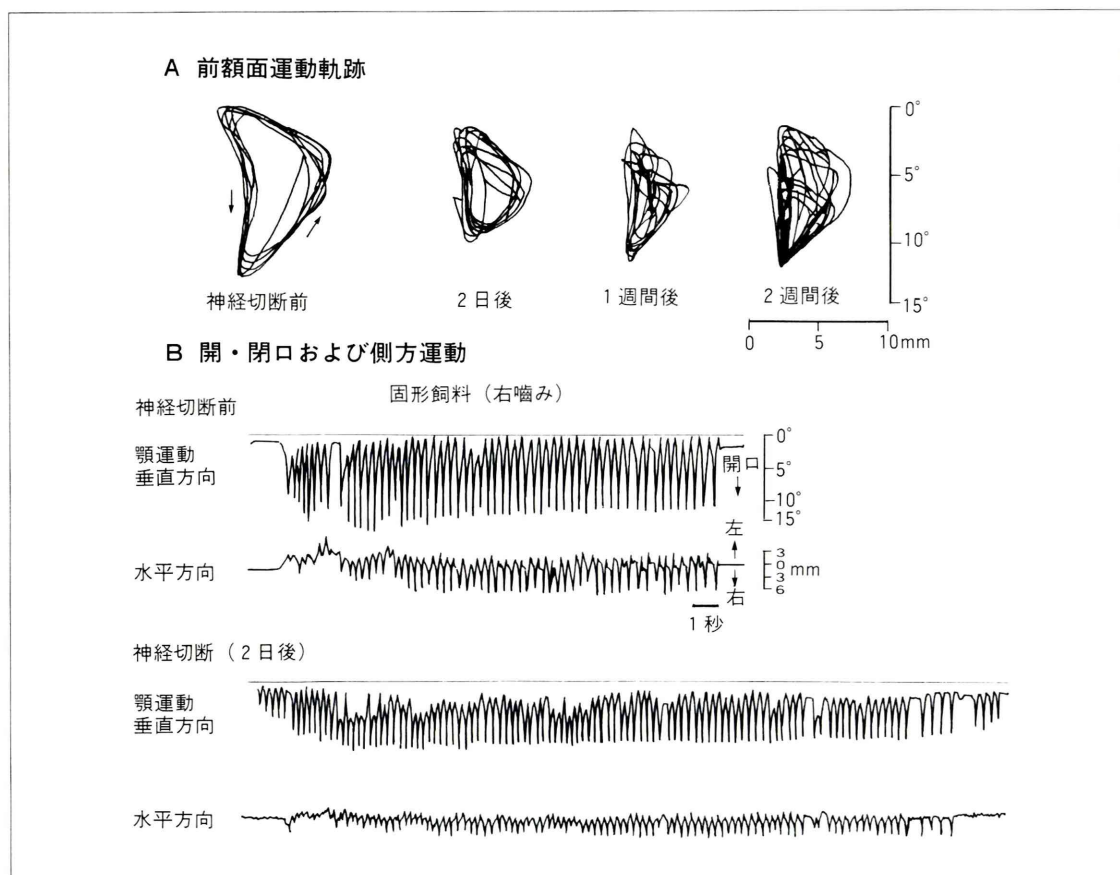 A 前額面運動軌跡
0°
5°
10°
15°
神経切断前
2日後
1週間後
2週間後
0 5 10mm
B 開・閉口および側方運動
固形飼料（右嚙み）
神経切断前
顎運動
垂直方向
0°
開口
5°
10°
15°
左
水平方向
3
0
3
6
mm
右
1秒
神経切断（2日後）
顎運動
垂直方向
水平方向